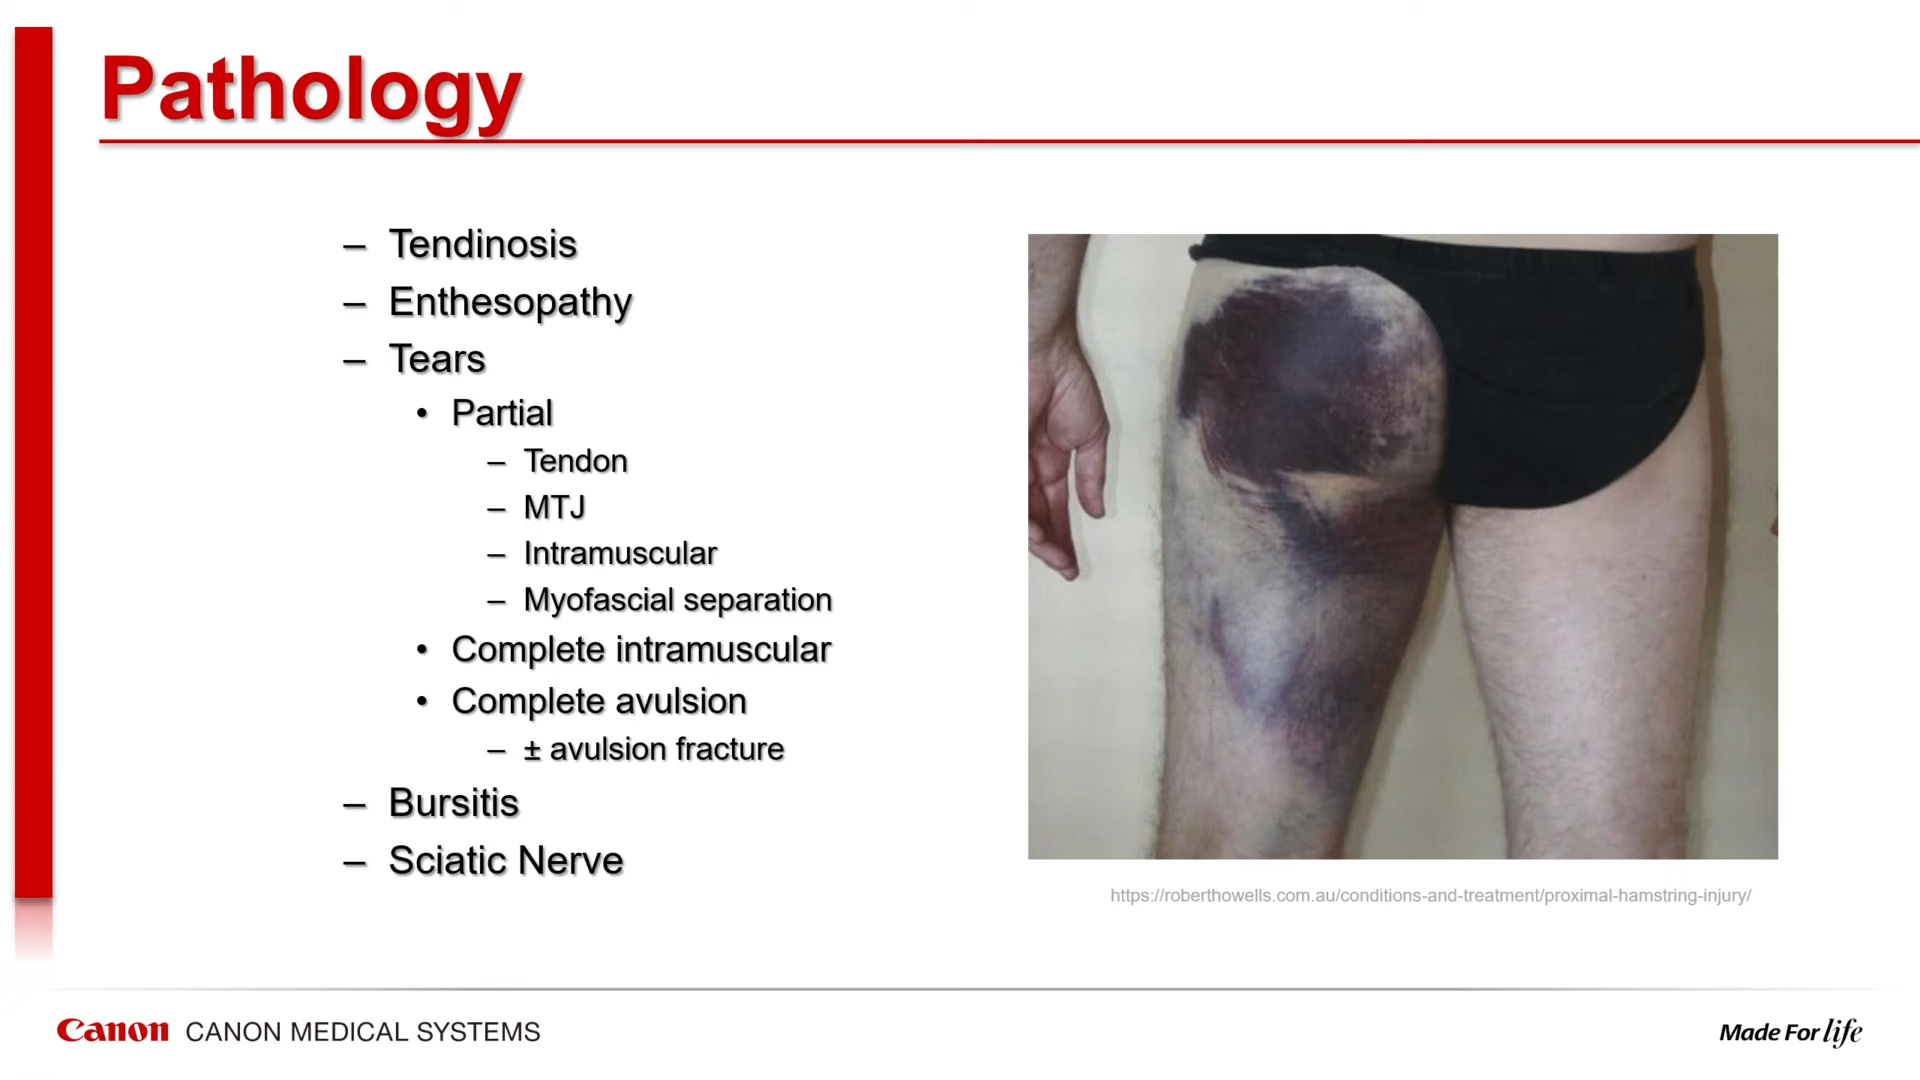 Pathology
– Tendinosis
– Enthesopathy
– Tears
• Partial
– Tendon
– MTJ
– Intramuscular
– Myofascial separation
• Complete intramuscular
• Complete avulsion
– ± avulsion fracture
– Bursitis
– Sciatic Nerve
https://roberthowells.com.au/conditions-and-treatment/proximal-hamstring-injury/
Canon CANON MEDICAL SYSTEMS
Made For life